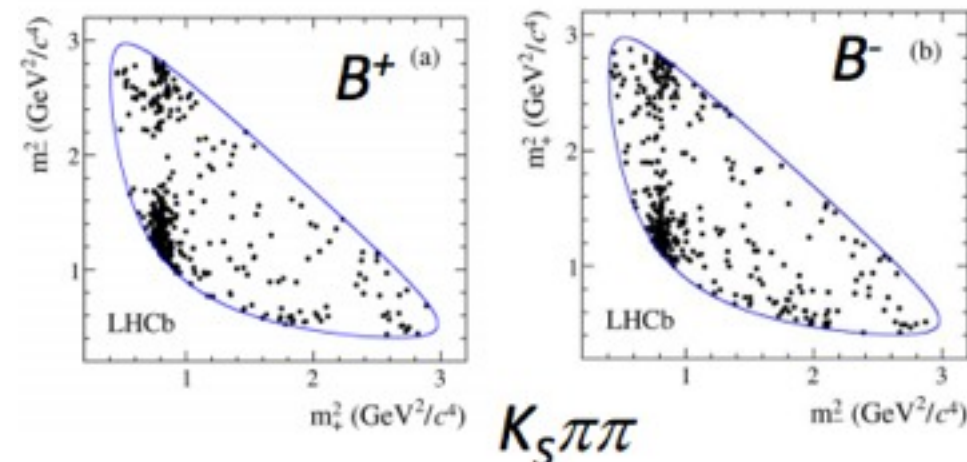 m²₋ (GeV²/c⁴)
3
2
1
B⁺
(a)
LHCb
1
2
3
m²₊ (GeV²/c⁴)
m²₊ (GeV²/c⁴)
3
2
1
B⁻
(b)
LHCb
1
2
3
m²₋ (GeV²/c⁴)
K_Sππ